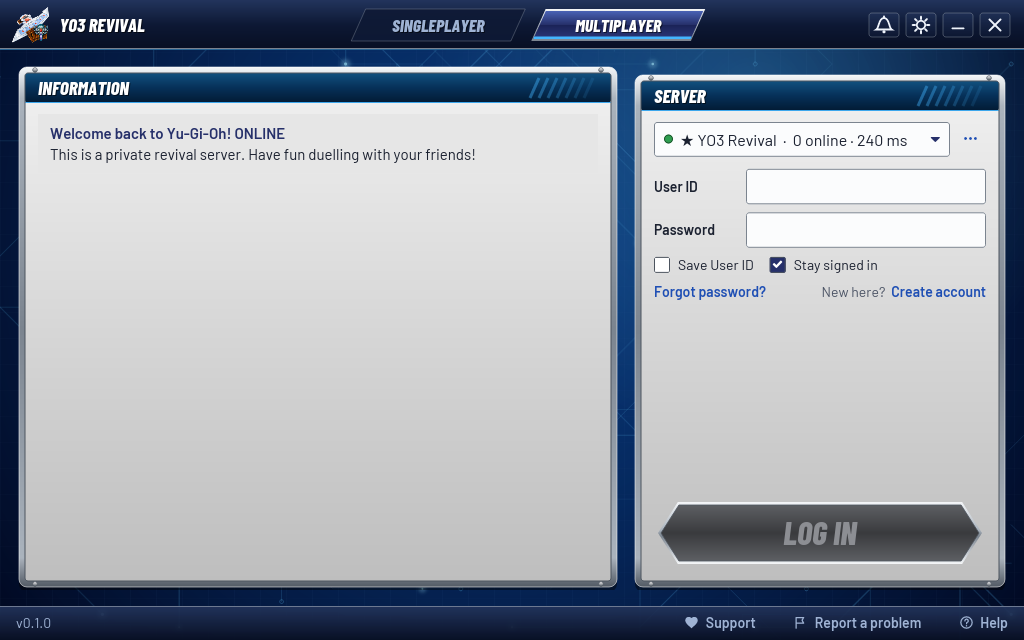 YO3 REVIVAL
SINGLEPLAYER
MULTIPLAYER
INFORMATION
Welcome back to Yu-Gi-Oh! ONLINE
This is a private revival server. Have fun duelling with your friends!
SERVER
★ YO3 Revival · 0 online · 240 ms
...
User ID
Password
Save User ID
Stay signed in
Forgot password?
New here? Create account
LOG IN
v0.1.0
Support
Report a problem
Help